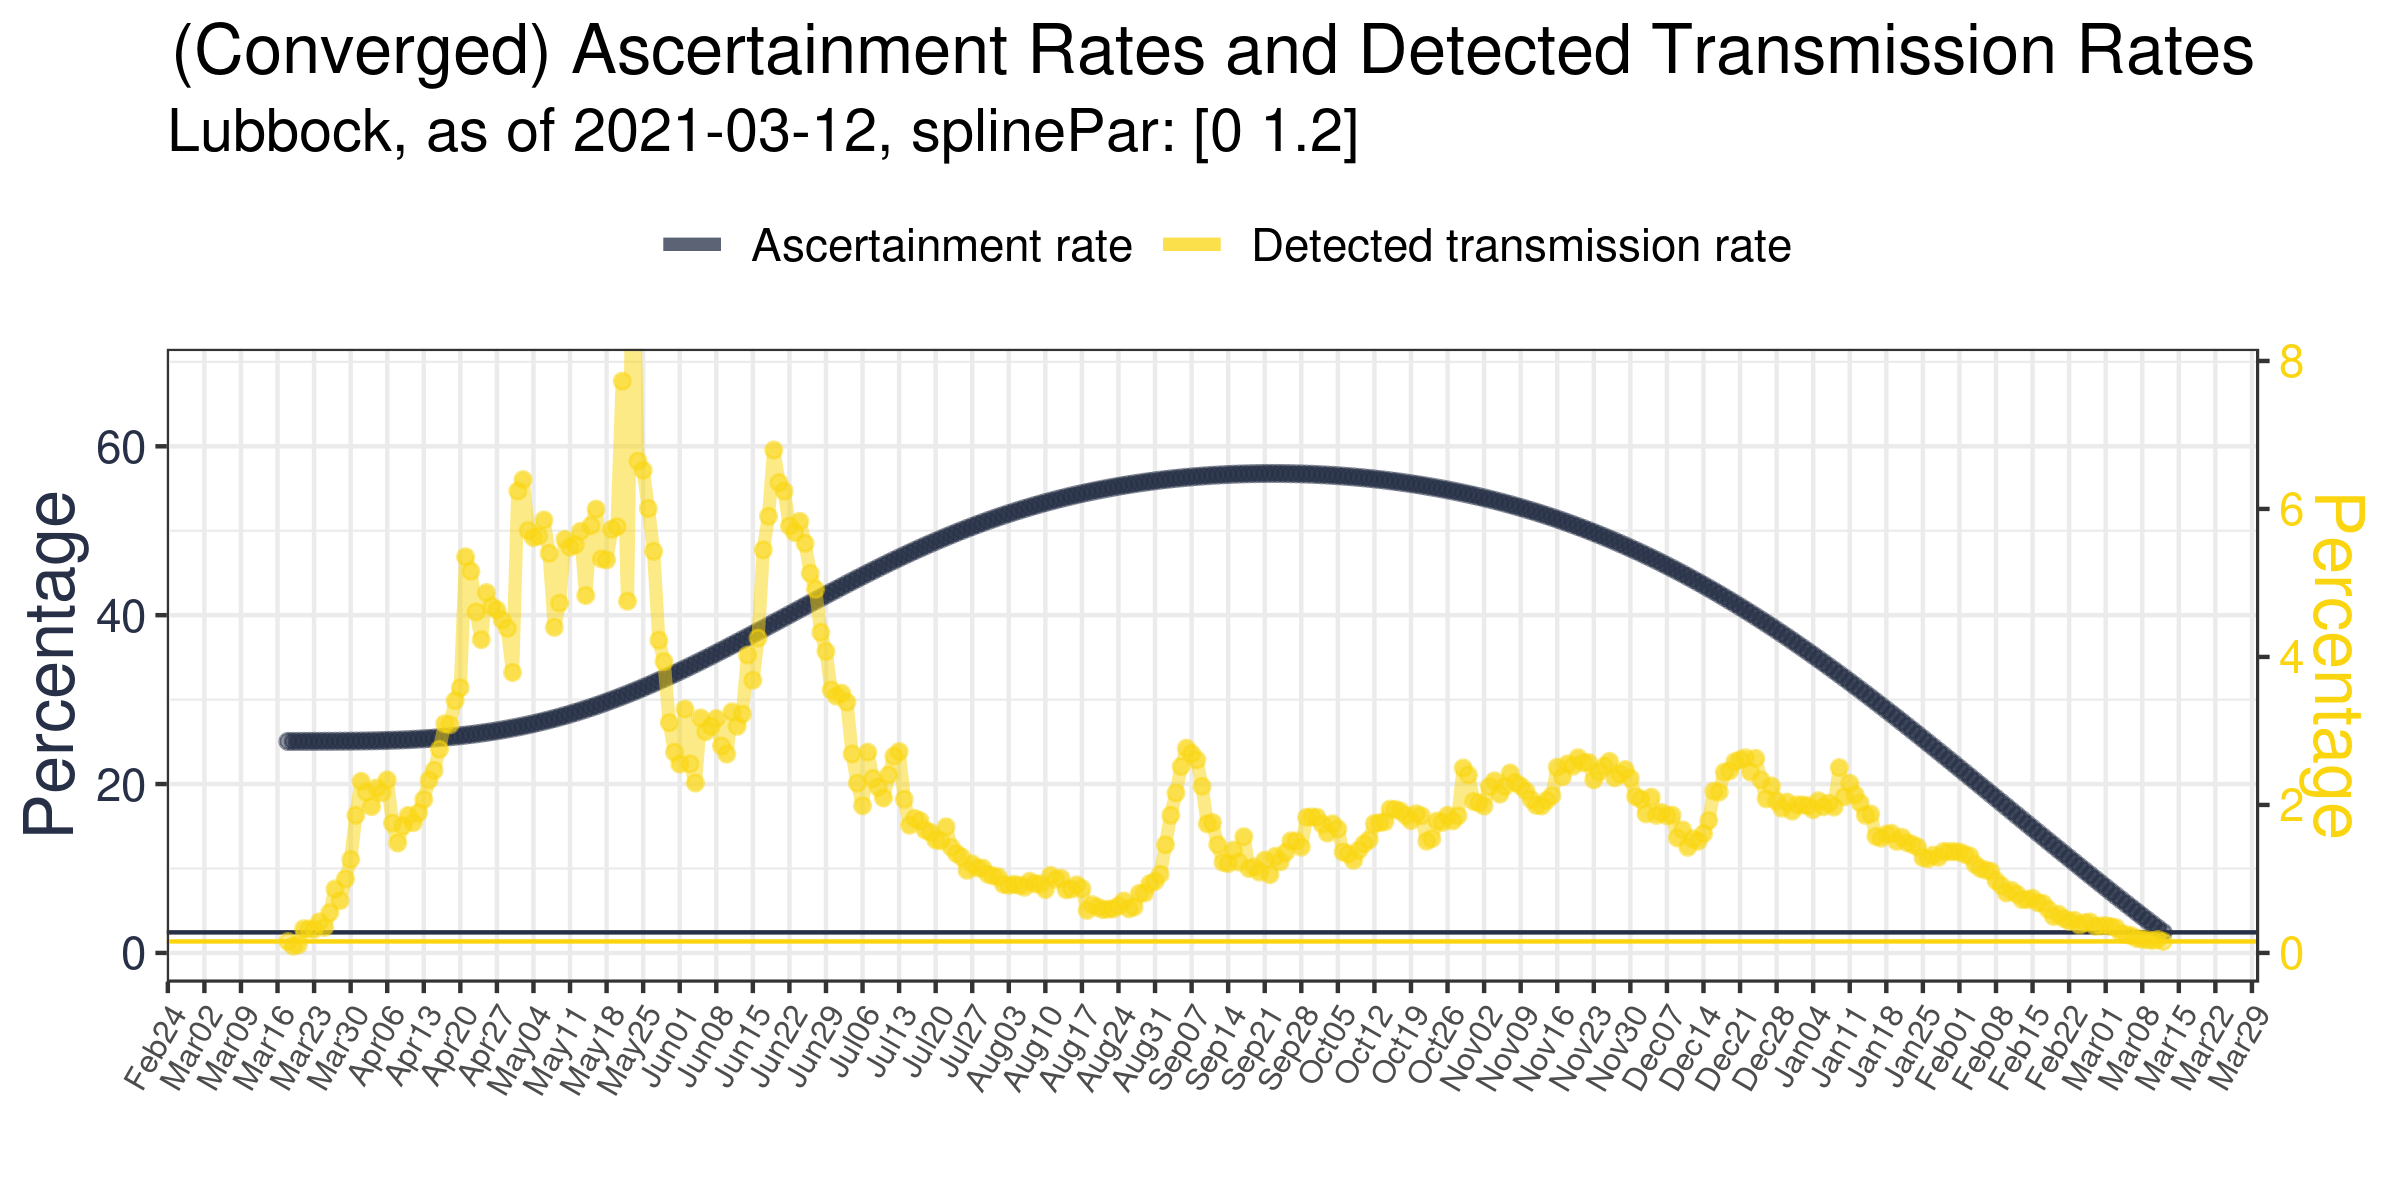 (Converged) Ascertainment Rates and Detected Transmission Rates
Lubbock, as of 2021-03-12, splinePar: [0 1.2]
Ascertainment rate
Detected transmission rate
Percentage
60
40
20
0
8
6
4
2
0
Percentage
Feb24
Mar02
Mar09
Mar16
Mar23
Mar30
Apr06
Apr13
Apr20
Apr27
May04
May11
May18
May25
Jun01
Jun08
Jun15
Jun22
Jun29
Jul06
Jul13
Jul20
Jul27
Aug03
Aug10
Aug17
Aug24
Aug31
Sep07
Sep14
Sep21
Sep28
Oct05
Oct12
Oct19
Oct26
Nov02
Nov09
Nov16
Nov23
Nov30
Dec07
Dec14
Dec21
Dec28
Jan04
Jan11
Jan18
Jan25
Feb01
Feb08
Feb15
Feb22
Mar01
Mar08
Mar15
Mar22
Mar29